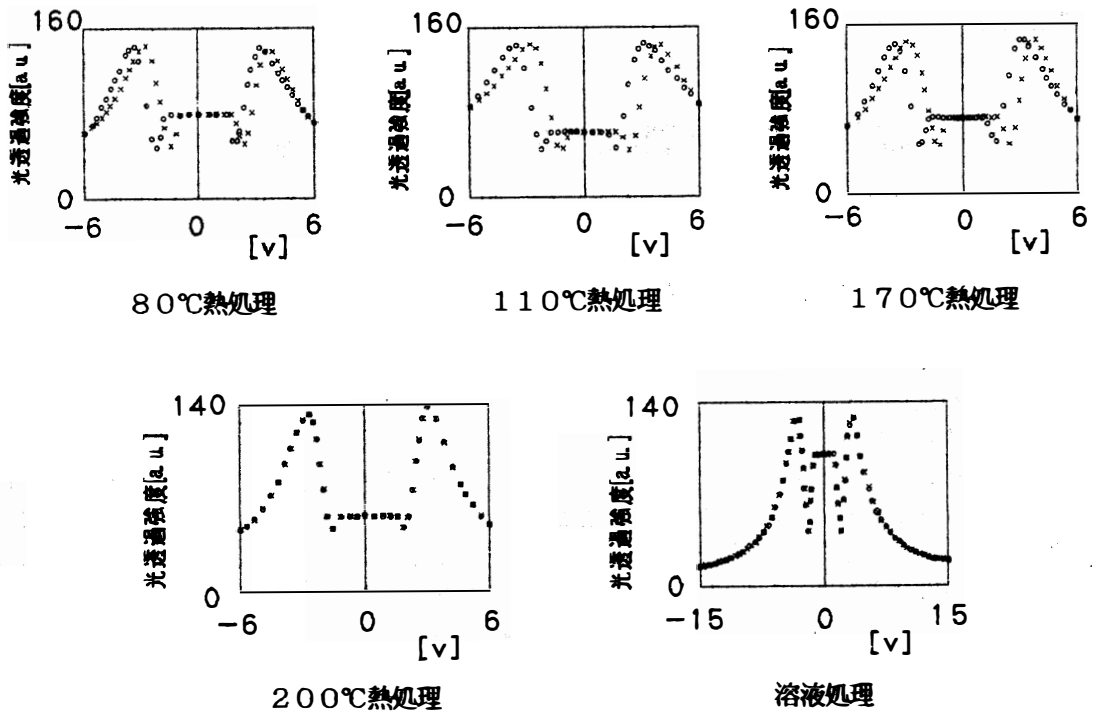 160
光透過強度[a.u.]
0
-6 0 6
[v]
80℃熱処理
160
光透過強度[a.u.]
0
-6 0 6
[v]
110℃熱処理
160
光透過強度[a.u.]
0
-6 0 6
[v]
170℃熱処理
140
光透過強度[a.u.]
0
-6 0 6
[v]
200℃熱処理
140
光透過強度[a.u.]
0
-15 0 15
[v]
溶液処理